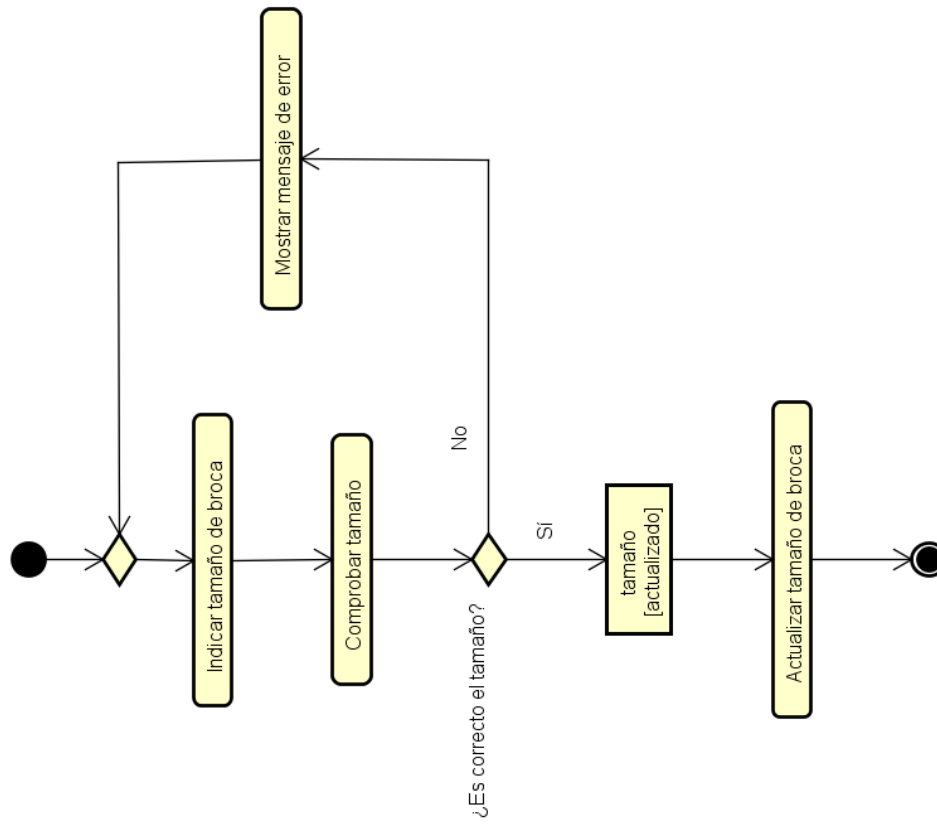 Mostrar mensaje de error
Indicar tamaño de broca
Comprobar tamaño
No
¿Es correcto el tamaño?
Sí
tamaño
[actualizado]
Actualizar tamaño de broca